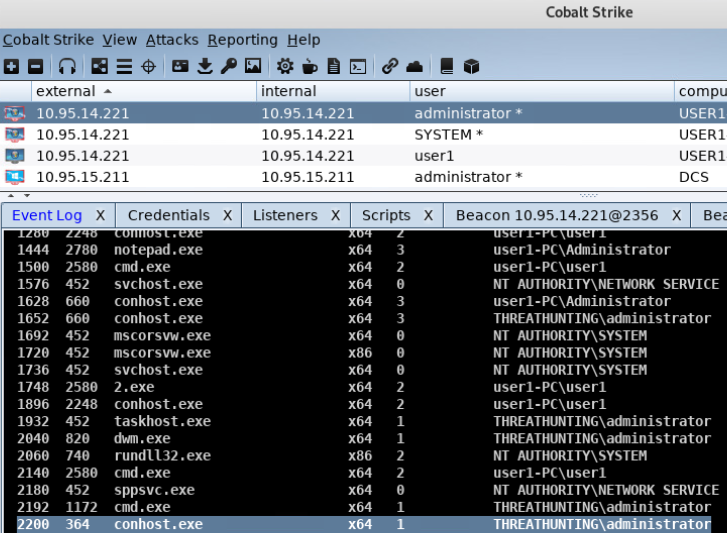 Cobalt Strike
Cobalt Strike View Attacks Reporting Help
external internal user compu
10.95.14.221 10.95.14.221 administrator * USER1
10.95.14.221 10.95.14.221 SYSTEM * USER1
10.95.14.221 10.95.14.221 user1 USER1
10.95.15.211 10.95.15.211 administrator * DCS
Event Log X Credentials X Listeners X Scripts X Beacon 10.95.14.221@2356 X Bea
1280 2248 conhost.exe x64 2 user1-PC\user1
1444 2780 notepad.exe x64 3 user1-PC\Administrator
1500 2580 cmd.exe x64 2 user1-PC\user1
1576 452 svchost.exe x64 0 NT AUTHORITY\NETWORK SERVICE
1628 660 conhost.exe x64 3 user1-PC\Administrator
1652 660 conhost.exe x64 3 THREATHUNTING\administrator
1692 452 mscorsvw.exe x64 0 NT AUTHORITY\SYSTEM
1720 452 mscorsvw.exe x86 0 NT AUTHORITY\SYSTEM
1736 452 svchost.exe x64 0 NT AUTHORITY\SYSTEM
1748 2580 2.exe x64 2 user1-PC\user1
1896 2248 conhost.exe x64 2 user1-PC\user1
1932 452 taskhost.exe x64 1 THREATHUNTING\administrator
2040 820 dwm.exe x64 1 THREATHUNTING\administrator
2060 740 rundll32.exe x86 2 NT AUTHORITY\SYSTEM
2140 2580 cmd.exe x64 2 user1-PC\user1
2180 452 sppsvc.exe x64 0 NT AUTHORITY\NETWORK SERVICE
2192 1172 cmd.exe x64 1 THREATHUNTING\administrator
2200 364 conhost.exe x64 1 THREATHUNTING\administrator